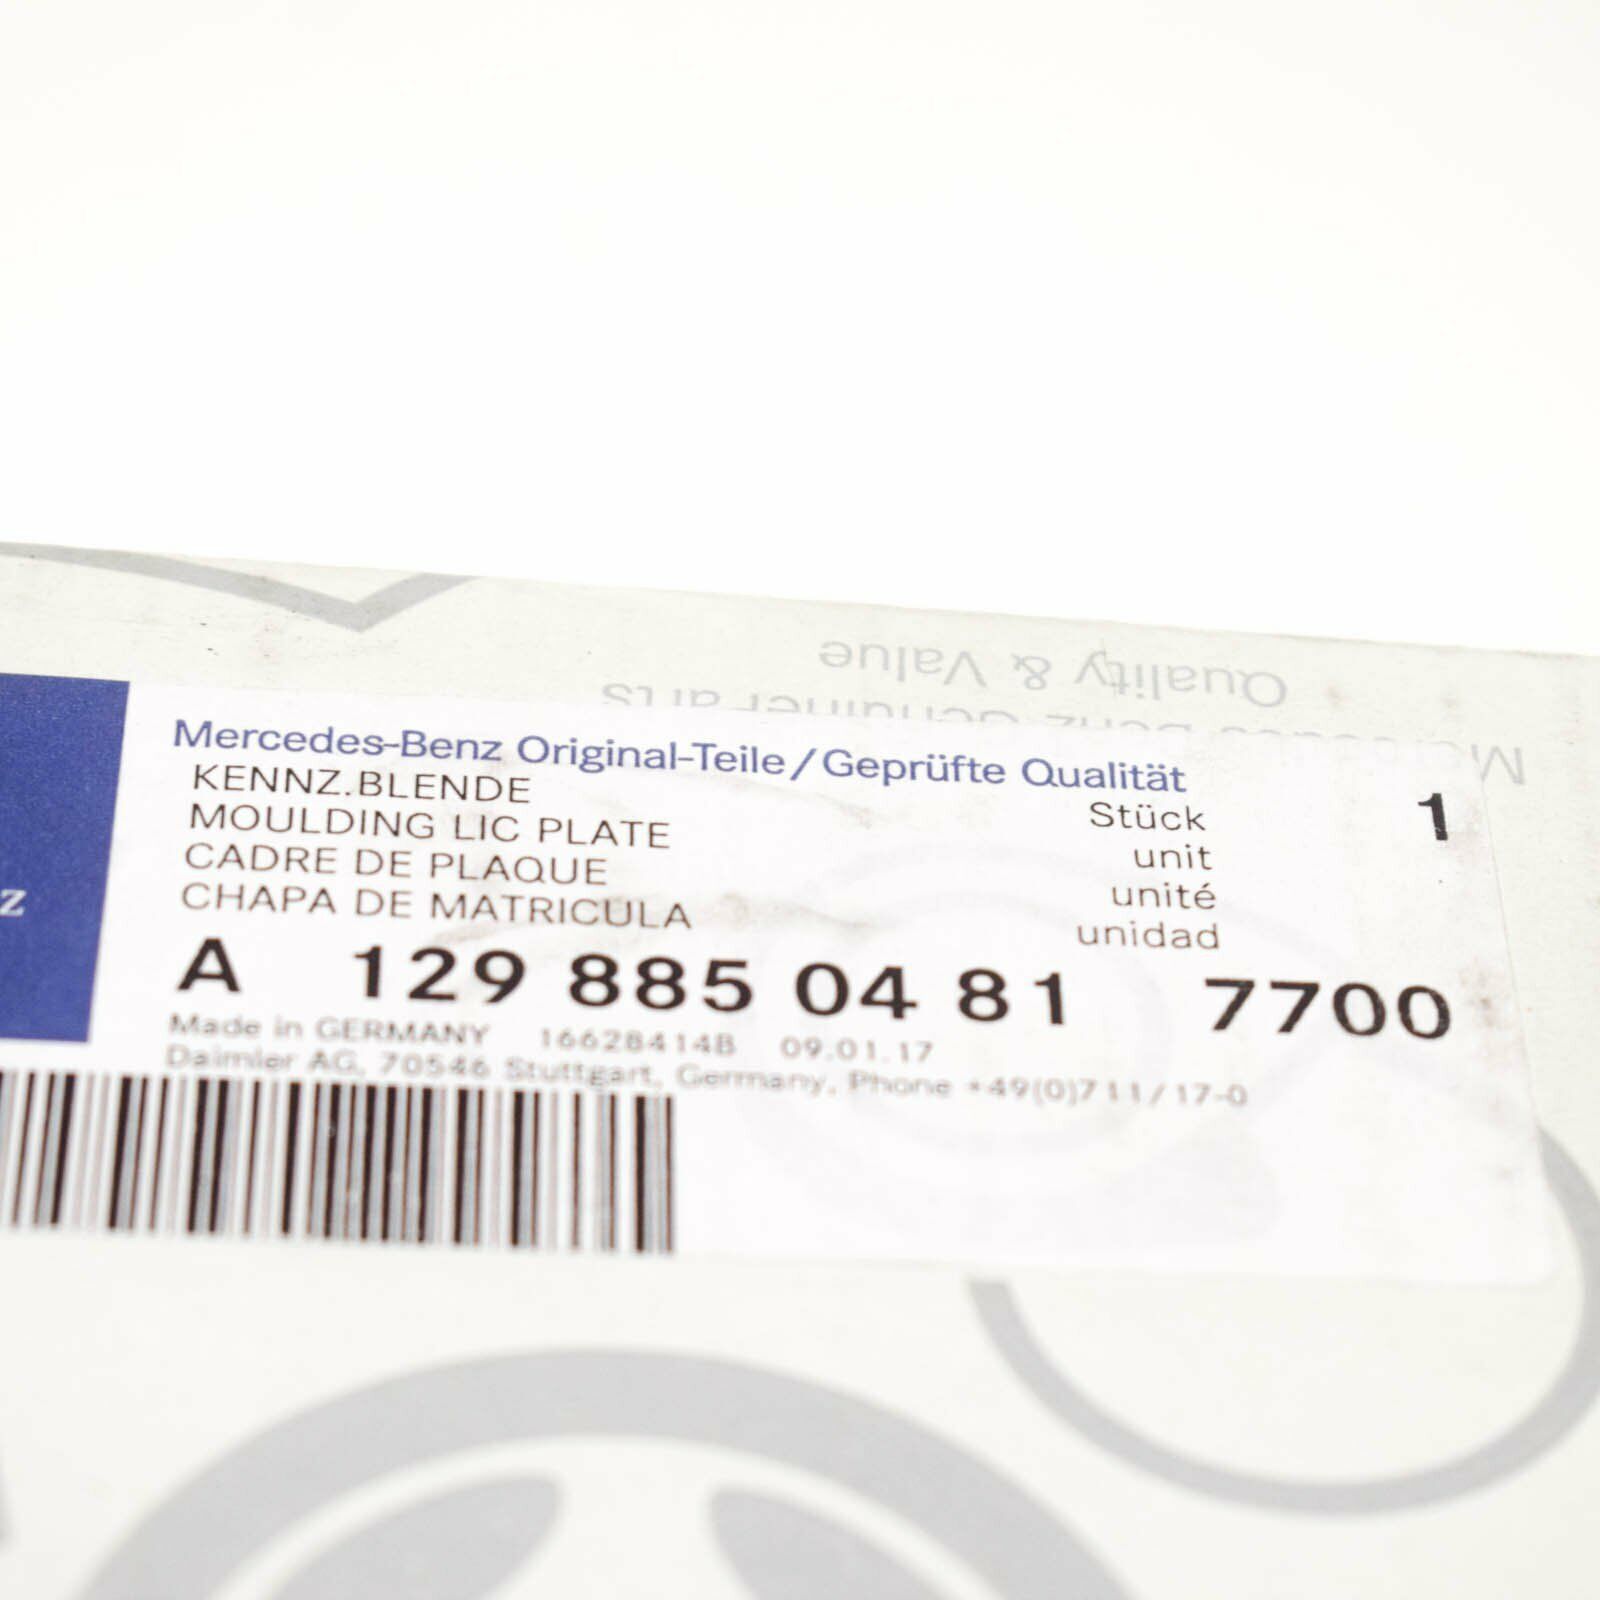 Quality & Value
Mercedes-Benz Original-Teile/Geprüfte Qualität
KENNZ.BLENDE
MOULDING LIC PLATE
CADRE DE PLAQUE
CHAPA DE MATRICULA
Stück 1
unit
unité
unidad
A 129 885 04 81 7700
Made in GERMANY 16628414B 09.01.17
Daimler AG, 70546 Stuttgart, Germany, Phone +49(0)711/17-0
z